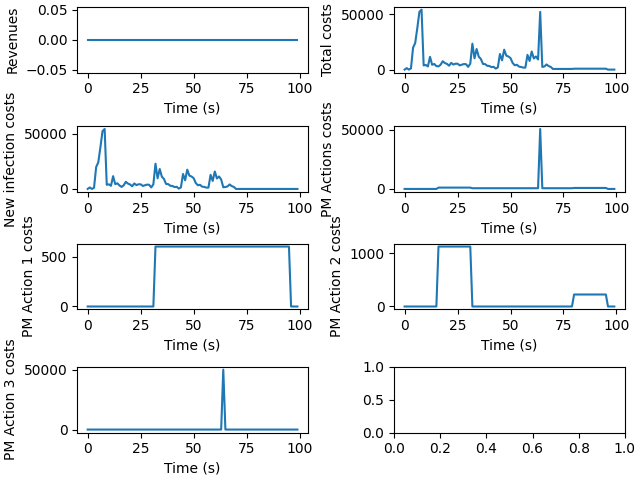 Revenues
0.05
0.00
−0.05
0 25 50 75 100
Time (s)
Total costs
50000
0
0 25 50 75 100
Time (s)
New infection costs
50000
0
0 25 50 75 100
Time (s)
PM Actions costs
50000
0
0 25 50 75 100
Time (s)
PM Action 1 costs
500
0
0 25 50 75 100
Time (s)
PM Action 2 costs
1000
0
0 25 50 75 100
Time (s)
PM Action 3 costs
50000
0
0 25 50 75 100
Time (s)
1.0
0.5
0.0
0.0 0.2 0.4 0.6 0.8 1.0